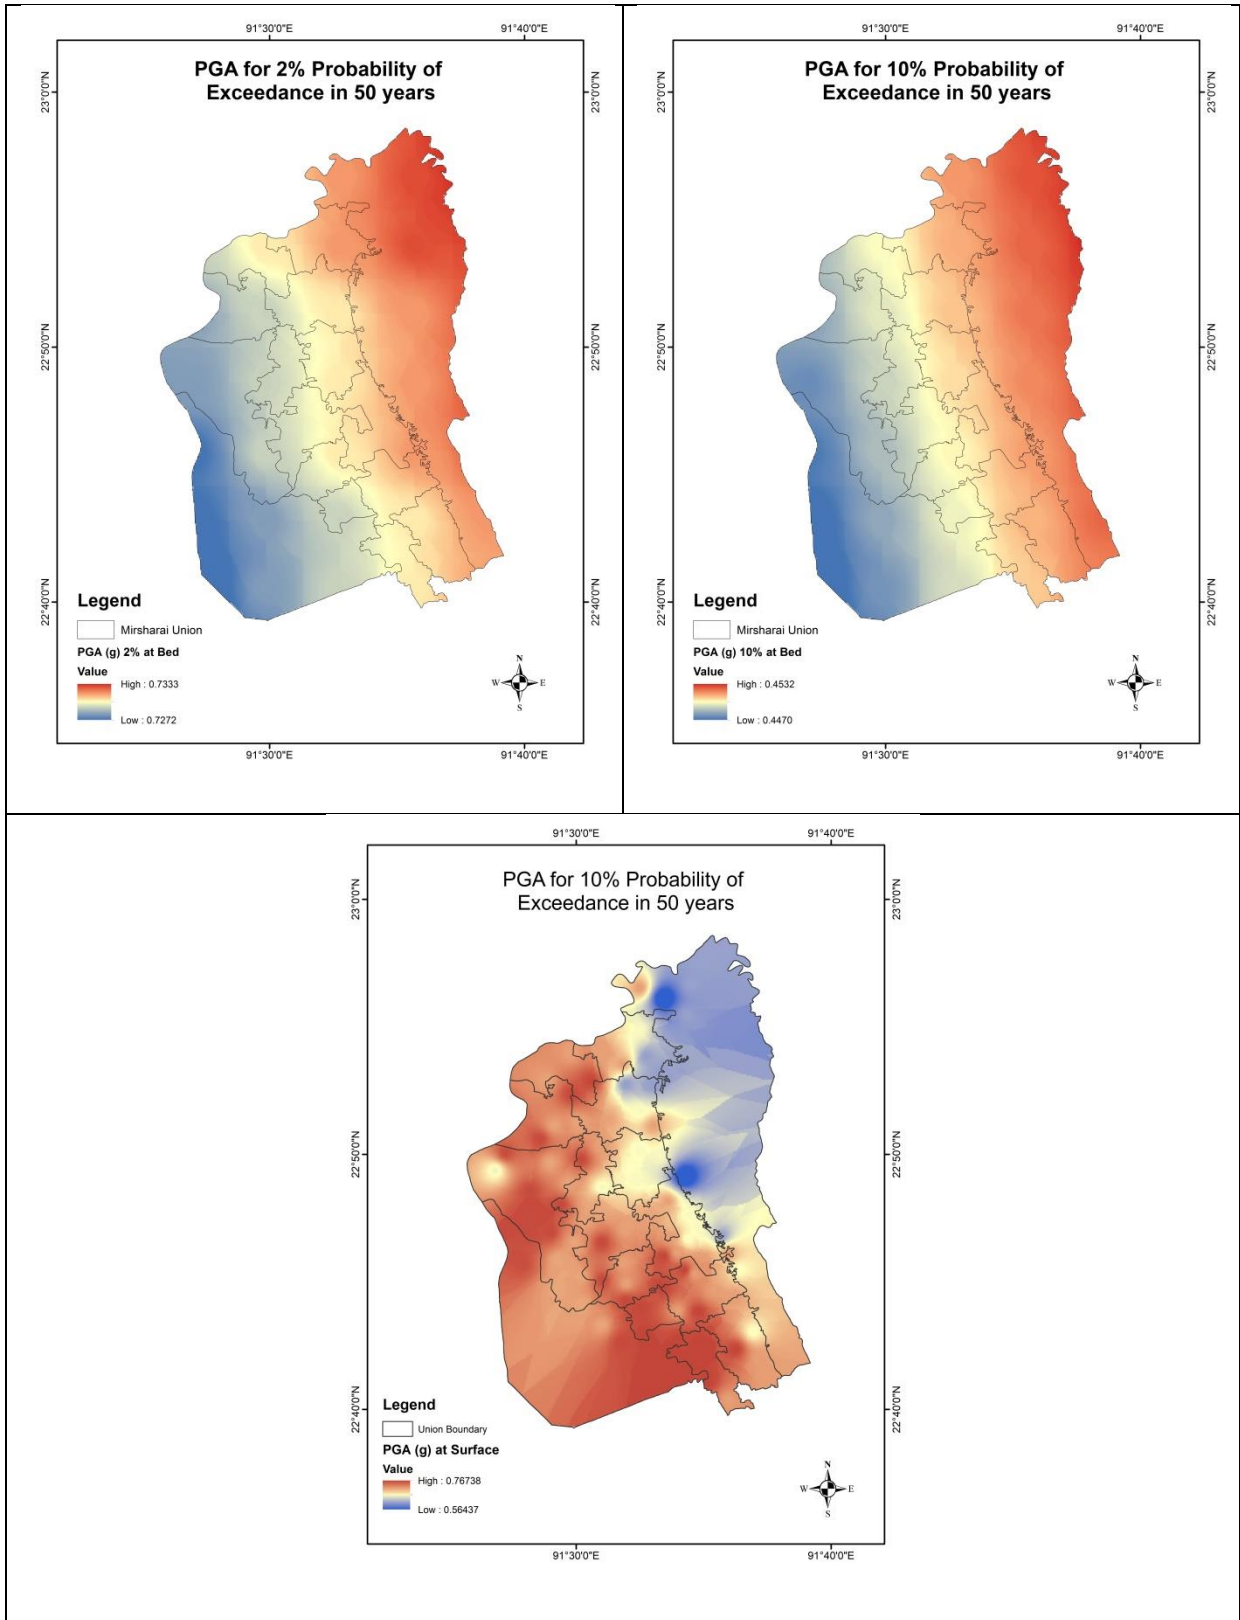 91°30'0"E
91°40'0"E
PGA for 2% Probability of
Exceedance in 50 years
23°0'0"N
23°0'0"N
22°50'0"N
22°50'0"N
22°40'0"N
22°40'0"N
Legend
Mirsharai Union
PGA (g) 2% at Bed
Value
High : 0.7333
Low : 0.7272
N
W
E
S
91°30'0"E
91°40'0"E
91°30'0"E
91°40'0"E
PGA for 10% Probability of
Exceedance in 50 years
23°0'0"N
23°0'0"N
22°50'0"N
22°50'0"N
22°40'0"N
22°40'0"N
Legend
Mirsharai Union
PGA (g) 10% at Bed
Value
High : 0.4532
Low : 0.4470
N
W
E
S
91°30'0"E
91°40'0"E
91°30'0"E
91°40'0"E
PGA for 10% Probability of
Exceedance in 50 years
23°0'0"N
23°0'0"N
22°50'0"N
22°50'0"N
22°40'0"N
22°40'0"N
Legend
Union Boundary
PGA (g) at Surface
Value
High : 0.76738
Low : 0.56437
N
W
E
S
91°30'0"E
91°40'0"E